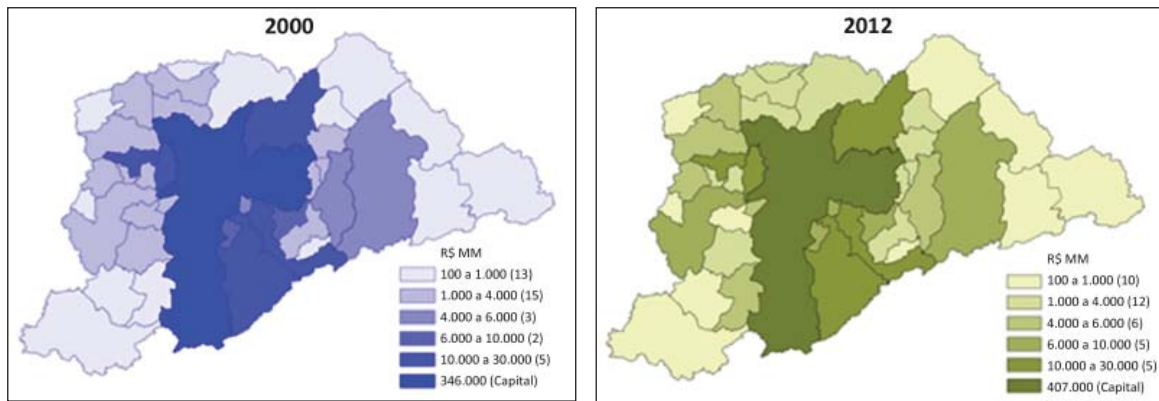 2000
R$ MM
100 a 1.000 (13)
1.000 a 4.000 (15)
4.000 a 6.000 (3)
6.000 a 10.000 (2)
10.000 a 30.000 (5)
346.000 (Capital)
2012
R$ MM
100 a 1.000 (10)
1.000 a 4.000 (12)
4.000 a 6.000 (6)
6.000 a 10.000 (5)
10.000 a 30.000 (5)
407.000 (Capital)